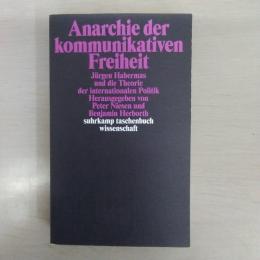 Anarchie der
kommunikativen
Freiheit
Jürgen Habermas
und die Theorie
der internationalen Politik
Herausgegeben von
Peter Niesen und
Benjamin Herborth
suhrkamp taschenbuch
wissenschaft